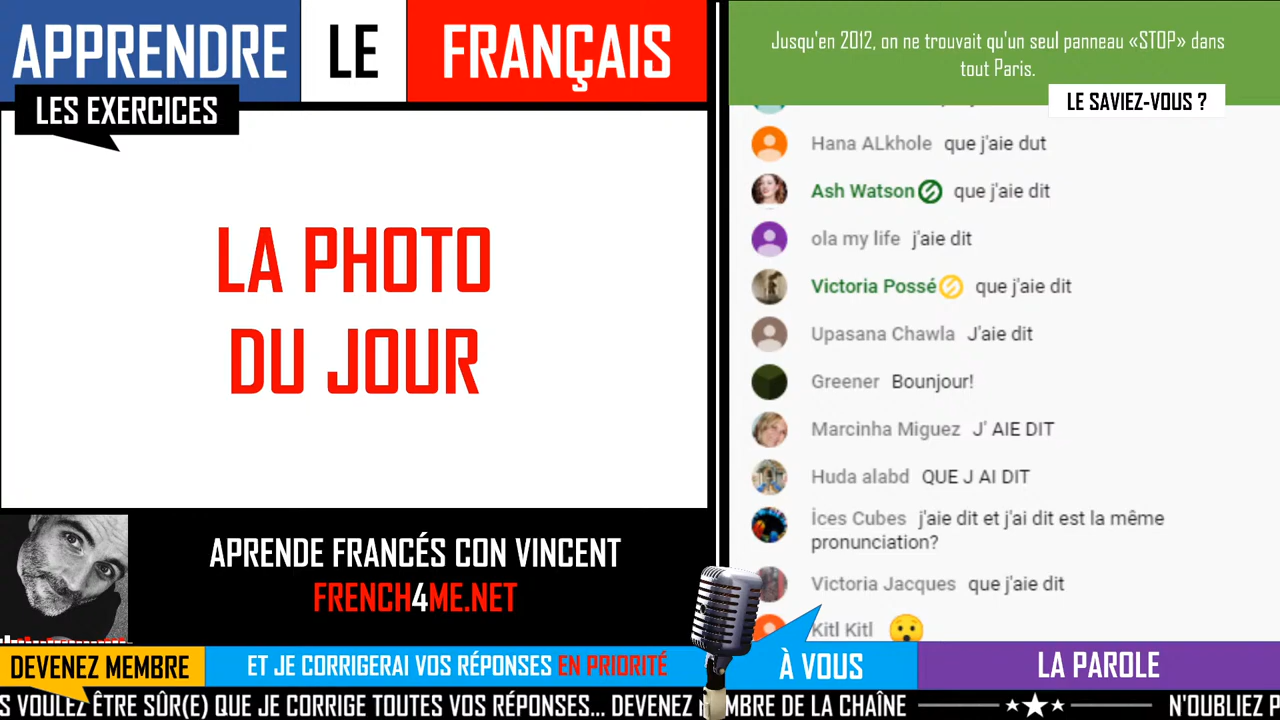 APPRENDRE LE FRANÇAIS
LES EXERCICES
LA PHOTO
DU JOUR
APRENDE FRANCÉS CON VINCENT
FRENCH4ME.NET
Jusqu'en 2012, on ne trouvait qu'un seul panneau «STOP» dans
tout Paris.
LE SAVIEZ-VOUS ?
Hana ALkhole que j'aie dut
Ash Watson que j'aie dit
ola my life j'aie dit
Victoria Possé que j'aie dit
Upasana Chawla J'aie dit
Greener Bounjour!
Marcinha Miguez J' AIE DIT
Huda alabd QUE J AI DIT
İces Cubes j'aie dit et j'ai dit est la même
pronunciation?
Victoria Jacques que j'aie dit
Kitl Kitl 😮
DEVENEZ MEMBRE ET JE CORRIGERAI VOS RÉPONSES EN PRIORITÉ À VOUS LA PAROLE
S VOULEZ ÊTRE SÛR(E) QUE JE CORRIGE TOUTES VOS RÉPONSES... DEVENEZ MBRE DE LA CHAÎNE N'OUBLIEZ P